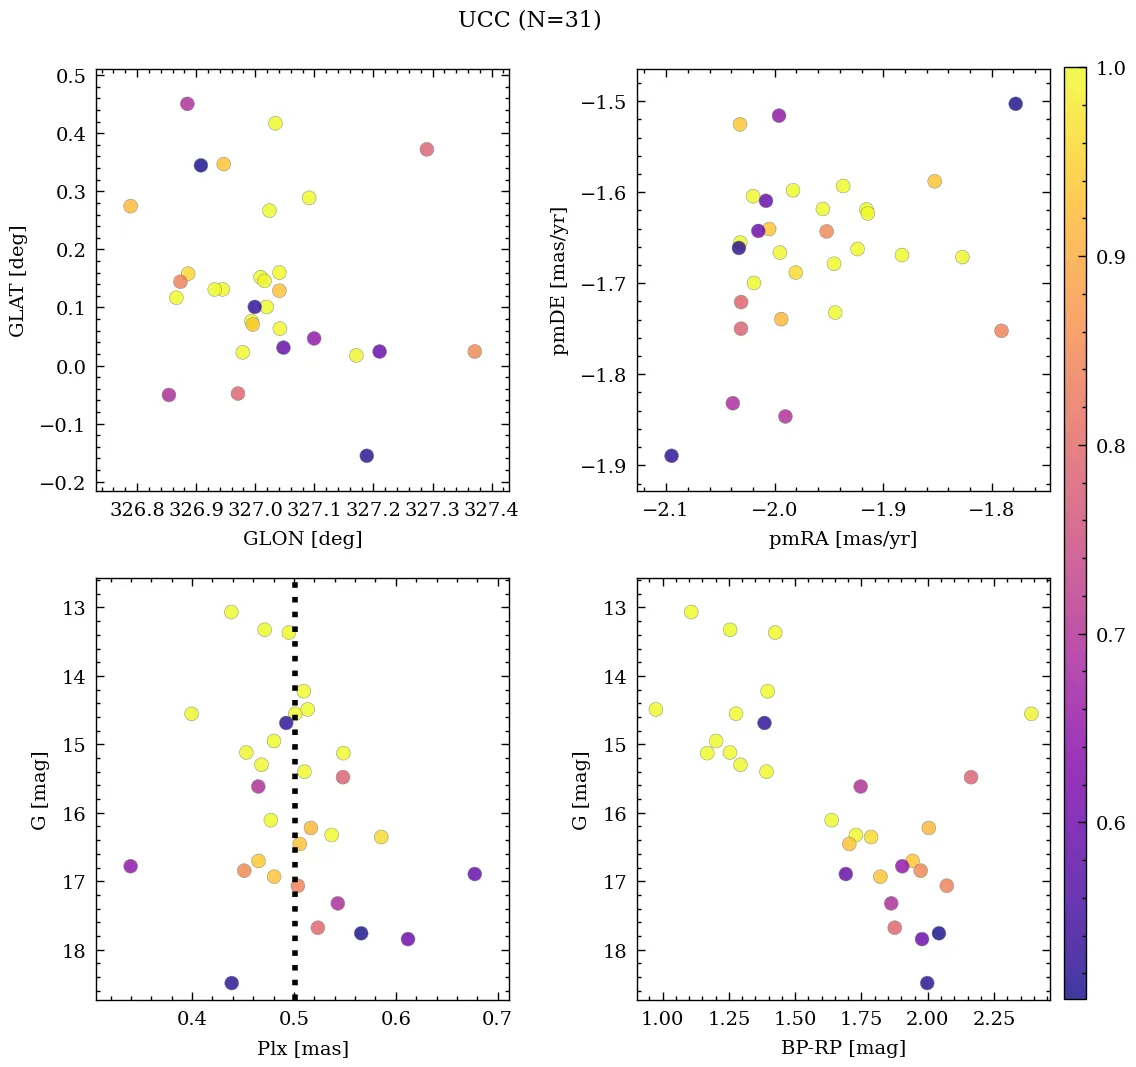 UCC (N=31)
0.5
0.4
0.3
0.2
0.1
0.0
−0.1
−0.2
GLAT [deg]
326.8 326.9 327.0 327.1 327.2 327.3 327.4
GLON [deg]
−1.5
−1.6
−1.7
−1.8
−1.9
pmDE [mas/yr]
−2.1 −2.0 −1.9 −1.8
pmRA [mas/yr]
13
14
15
16
17
18
G [mag]
0.4 0.5 0.6 0.7
Plx [mas]
13
14
15
16
17
18
G [mag]
1.00 1.25 1.50 1.75 2.00 2.25
BP-RP [mag]
1.0
0.9
0.8
0.7
0.6